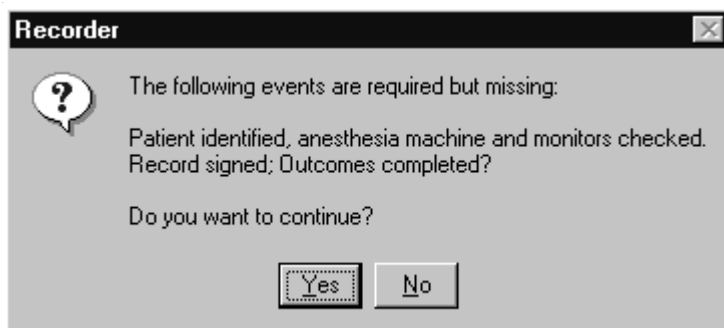 Recorder
The following events are required but missing:
Patient identified, anesthesia machine and monitors checked.
Record signed; Outcomes completed?
Do you want to continue?
Yes No